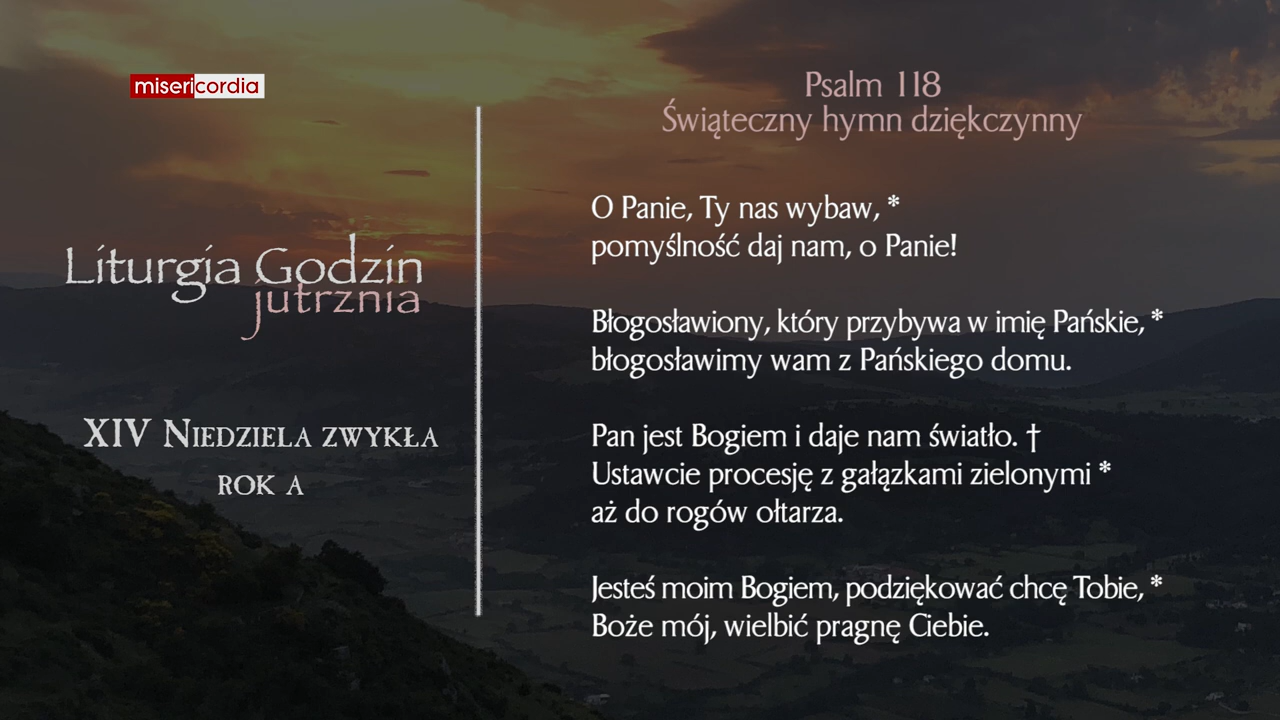 misericordia
Liturgia Godzin
jutrznia
XIV Niedziela zwykła
rok A
Psalm 118
Świąteczny hymn dziękczynny
O Panie, Ty nas wybaw, *
pomyślność daj nam, o Panie!
Błogosławiony, który przybywa w imię Pańskie, *
błogosławimy wam z Pańskiego domu.
Pan jest Bogiem i daje nam światło. †
Ustawcie procesję z gałązkami zielonymi *
aż do rogów ołtarza.
Jesteś moim Bogiem, podziękować chcę Tobie, *
Boże mój, wielbić pragnę Ciebie.